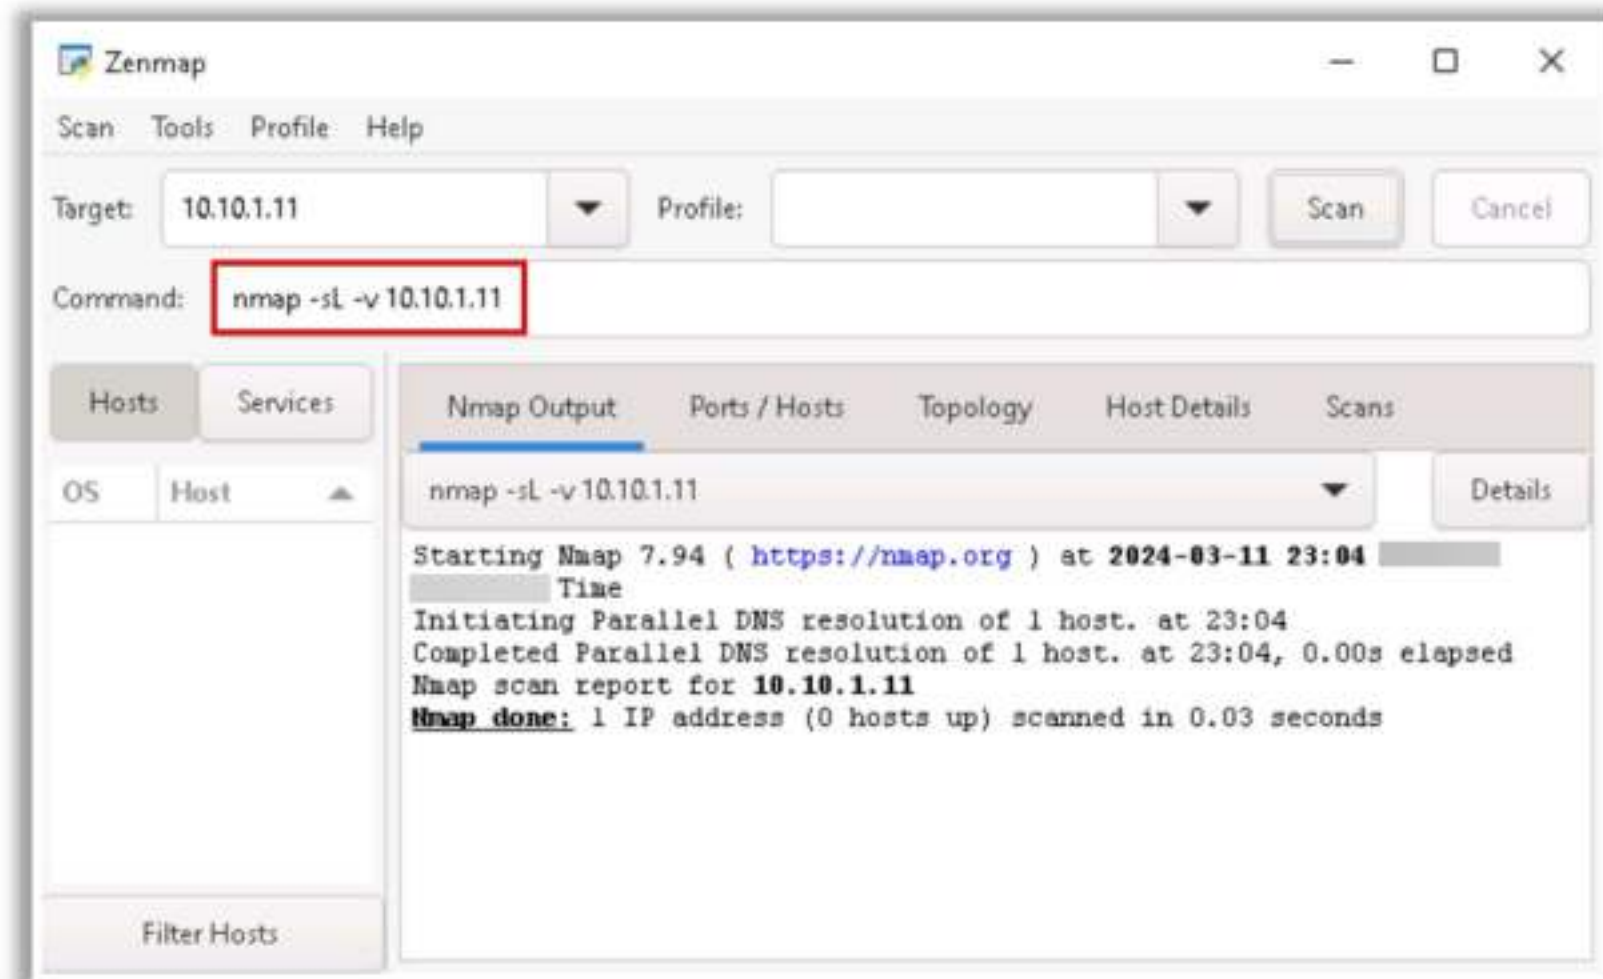 Zenmap
Scan Tools Profile Help
Target: 10.10.1.11 Profile: Scan Cancel
Command: nmap -sL -v 10.10.1.11
Hosts Services
OS Host
Filter Hosts
Nmap Output Ports / Hosts Topology Host Details Scans
nmap -sL -v 10.10.1.11 Details
Starting Nmap 7.94 ( https://nmap.org ) at 2024-03-11 23:04
Time
Initiating Parallel DNS resolution of 1 host. at 23:04
Completed Parallel DNS resolution of 1 host. at 23:04, 0.00s elapsed
Nmap scan report for 10.10.1.11
Nmap done: 1 IP address (0 hosts up) scanned in 0.03 seconds